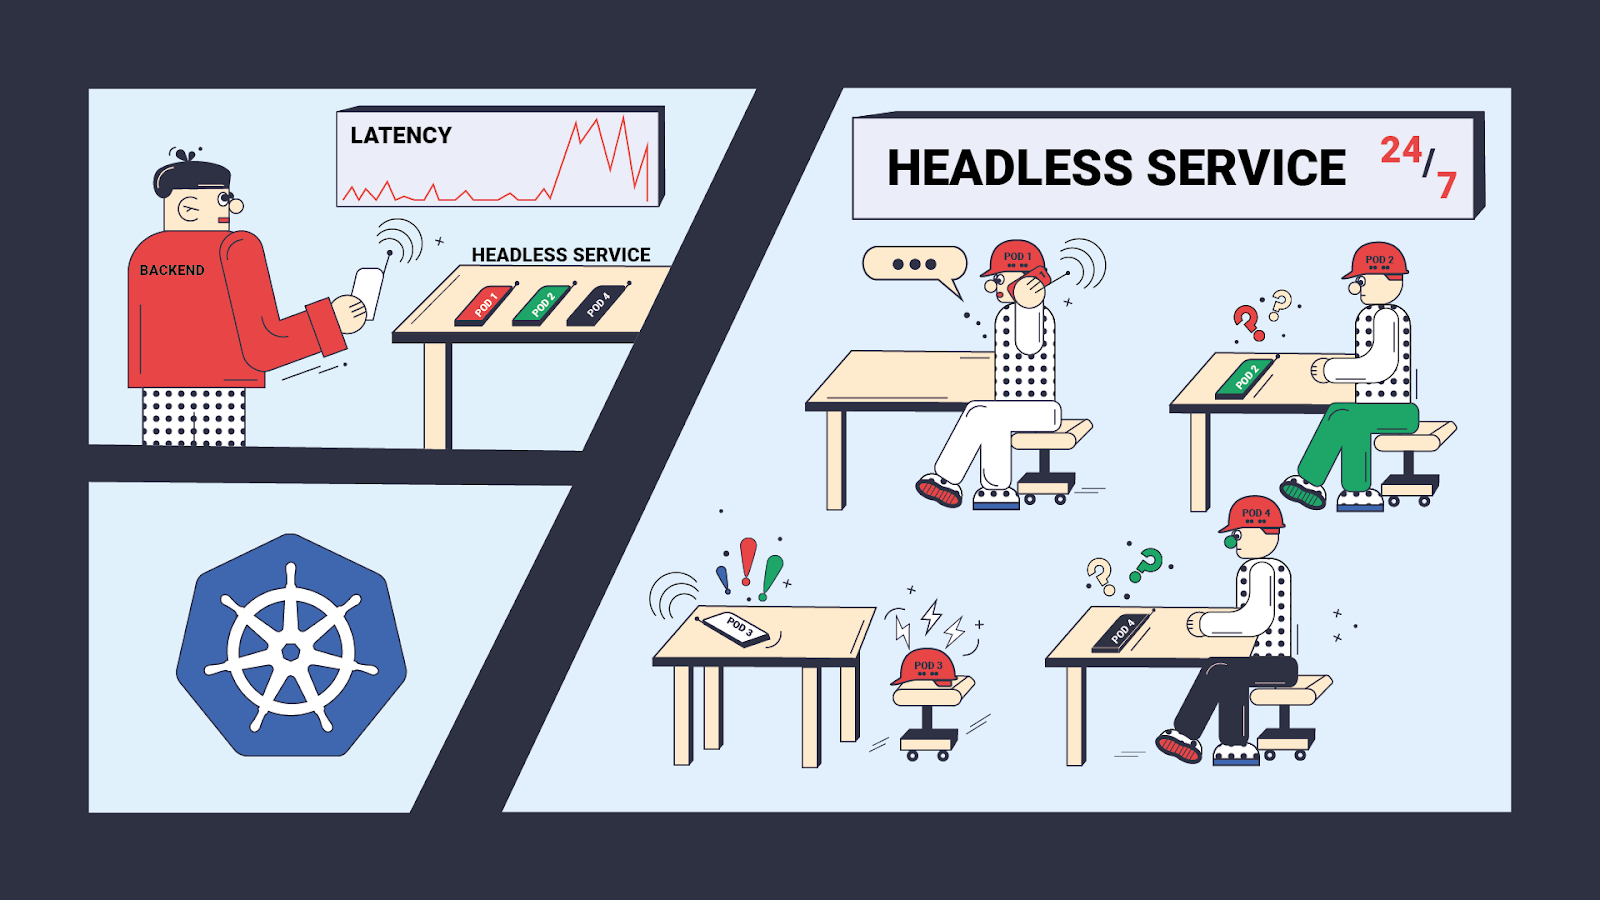 LATENCY
BACKEND
HEADLESS SERVICE
POD 1
POD 2
POD 4
HEADLESS SERVICE
24/7
POD 1
1
POD 2
POD 2
POD 3
POD 3
POD 4
POD 4